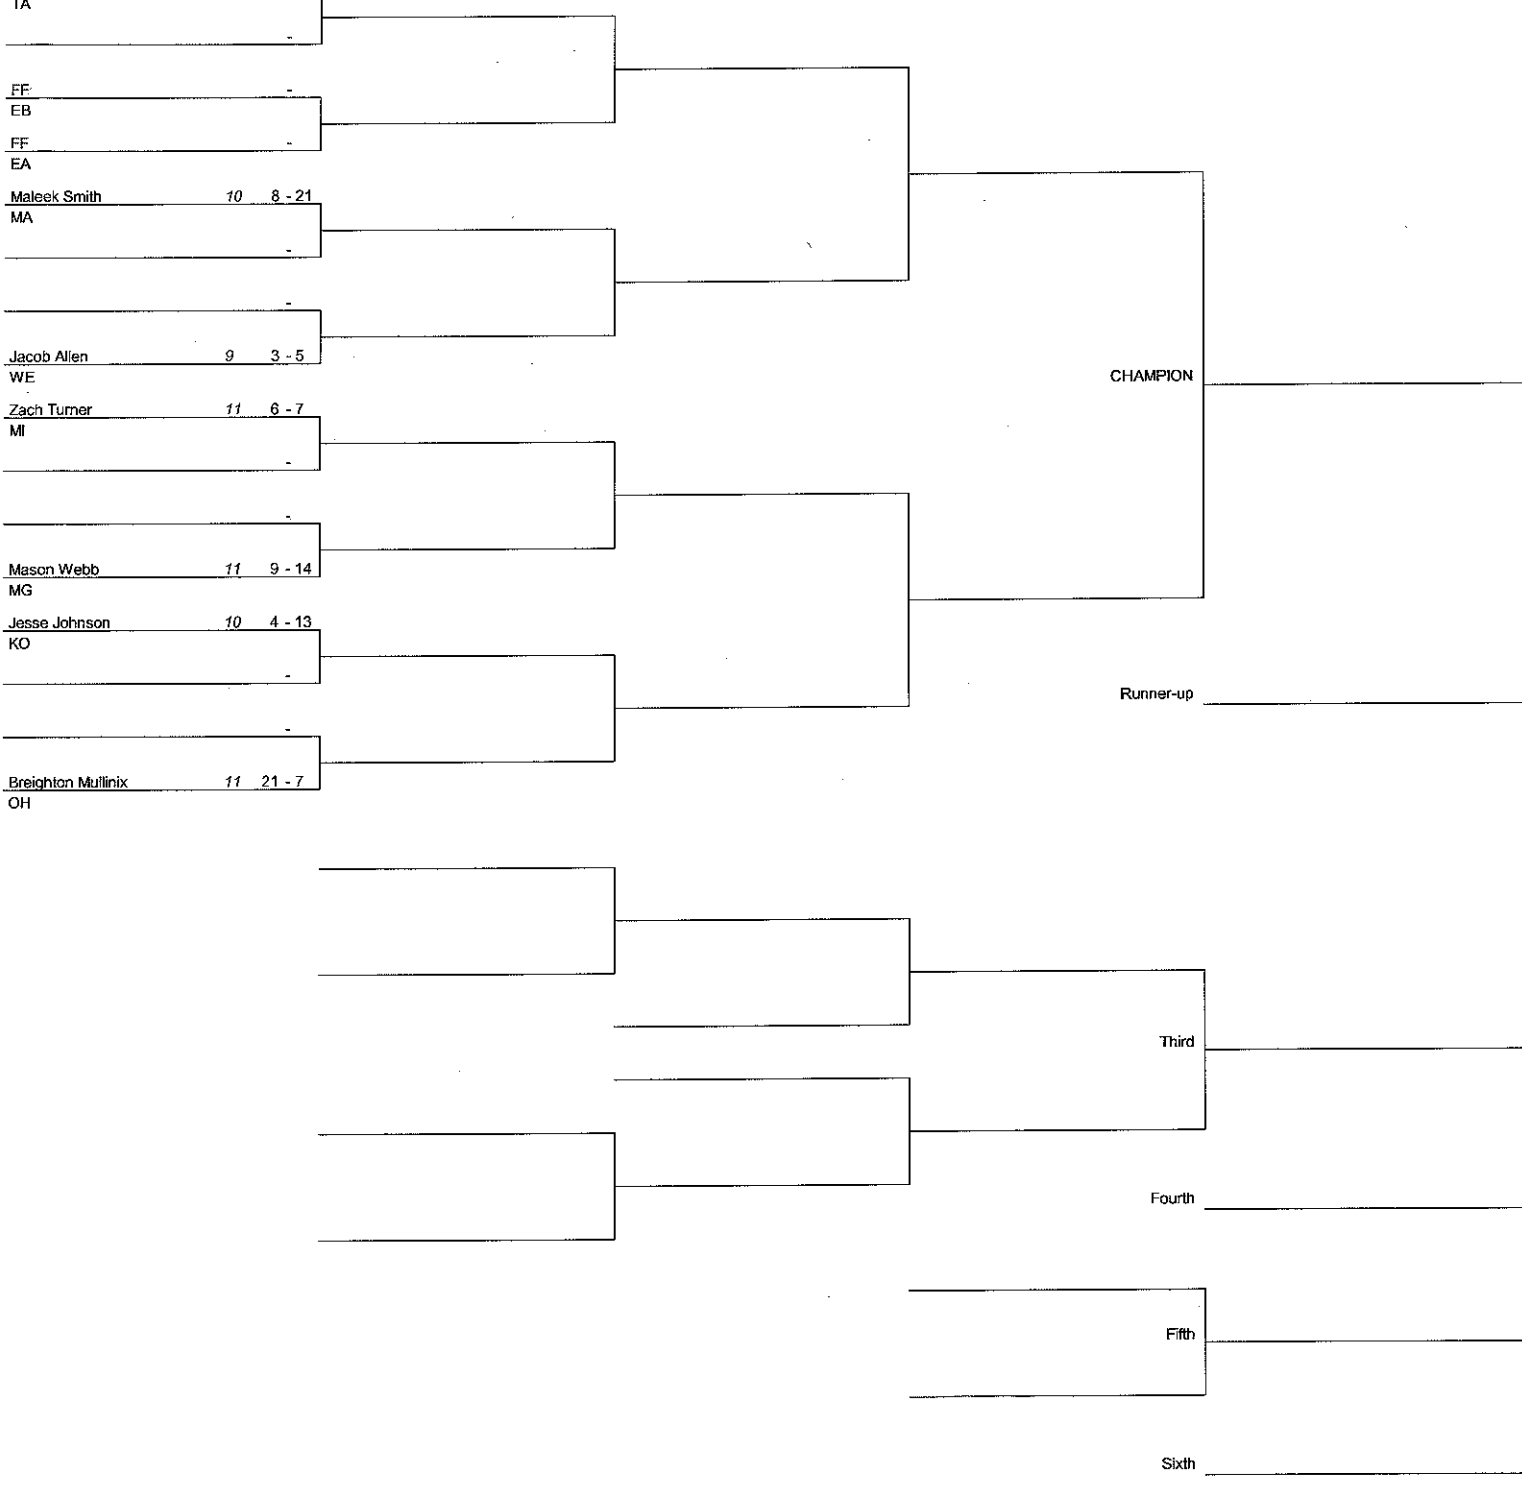 TA
-
FF -
EB
FF -
EA
Maleek Smith 10 8 - 21
MA
-
-
Jacob Allen 9 3 - 5
WE
CHAMPION
Zach Turner 11 6 - 7
MI
-
-
Mason Webb 11 9 - 14
MG
Jesse Johnson 10 4 - 13
KO
-
Runner-up
-
Breighton Mullinix 11 21 - 7
OH
Third
Fourth
Fifth
Sixth